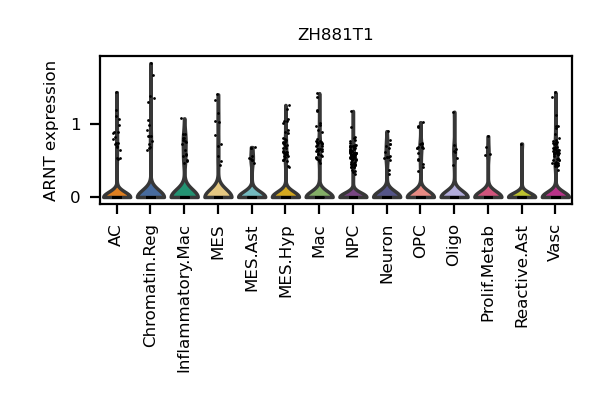 ZH881T1
ARNT expression
1
0
AC
Chromatin.Reg
Inflammatory.Mac
MES
MES.Ast
MES.Hyp
Mac
NPC
Neuron
OPC
Oligo
Prolif.Metab
Reactive.Ast
Vasc